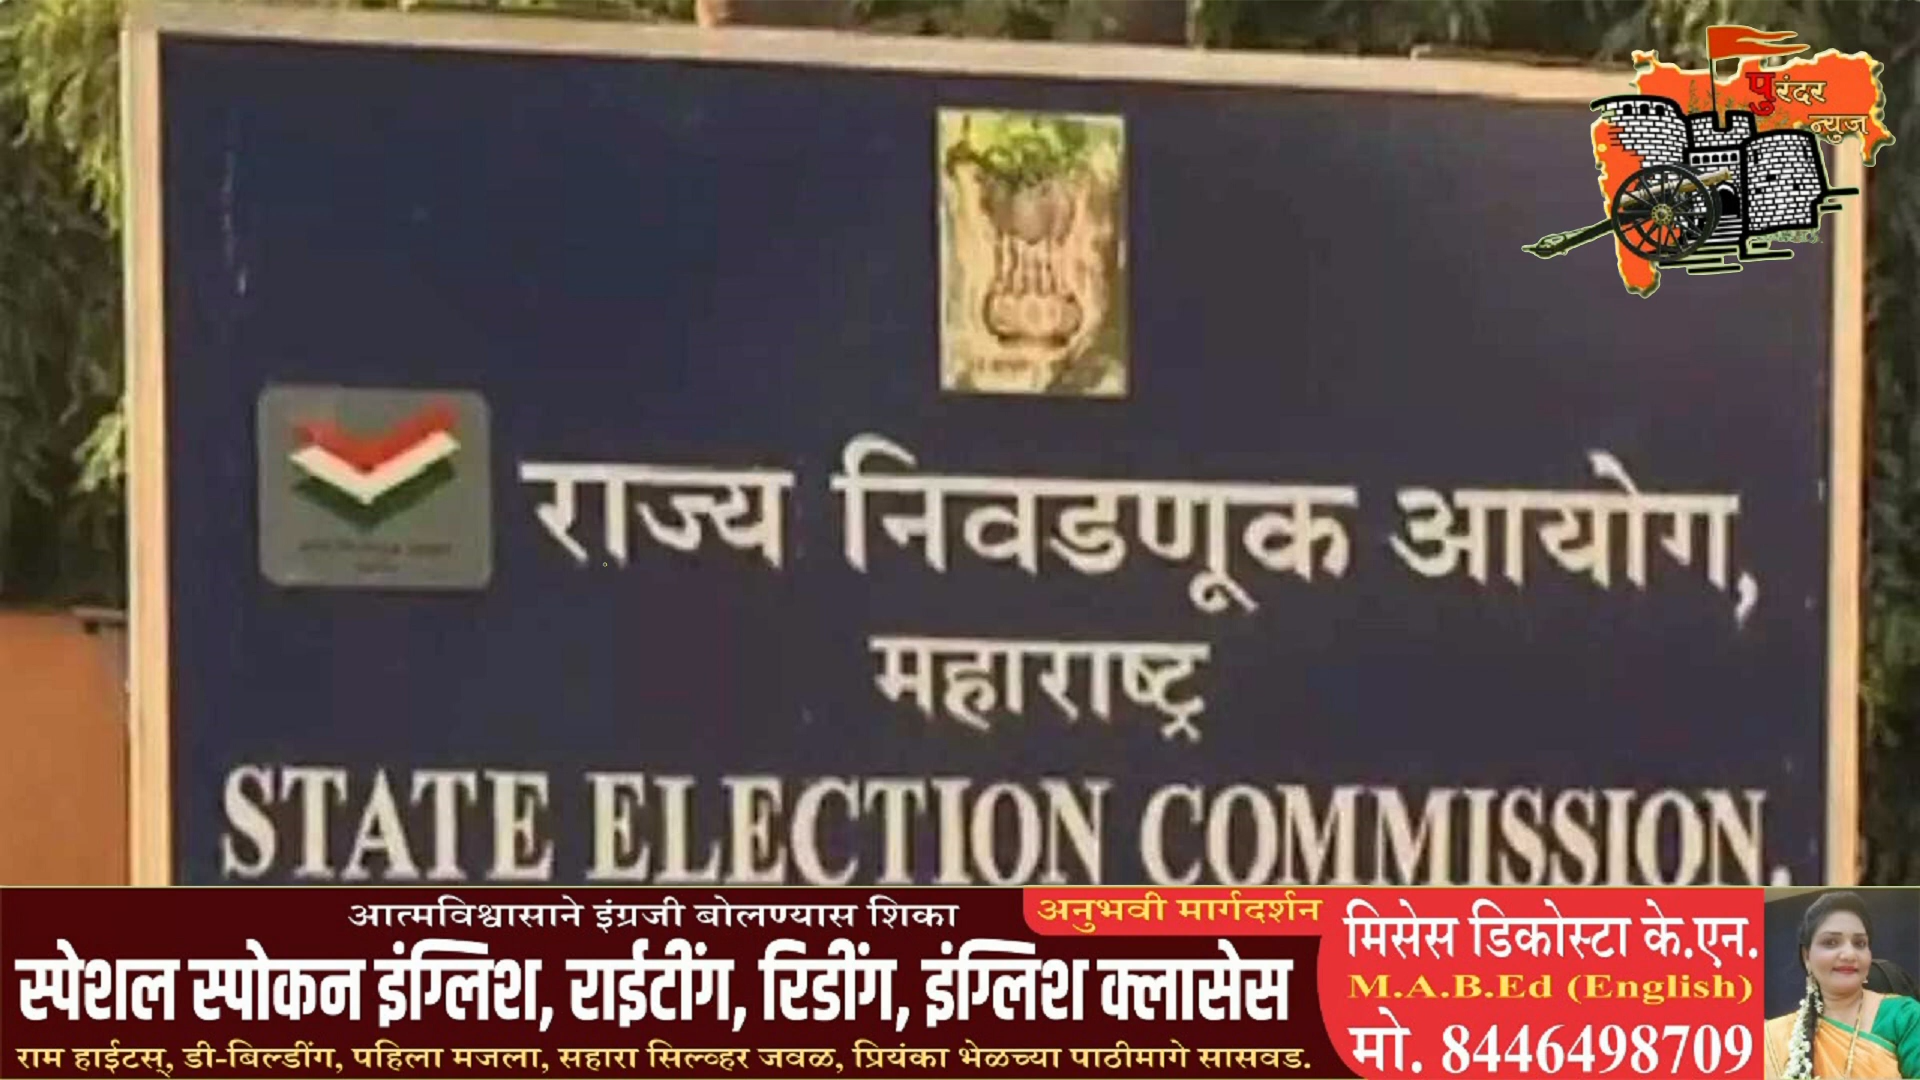 पुरंदर
न्युज
राज्य निवडणूक आयोग,
महाराष्ट्र
STATE ELECTION COMMISSION,
आत्मविश्वासाने इंग्रजी बोलण्यास शिका
स्पेशल स्पोकन इंग्लिश, राईटींग, रिडींग, इंग्लिश क्लासेस
राम हाईटस्, डी-बिल्डींग, पहिला मजला, सहारा सिल्व्हर जवळ, प्रियंका भेळच्या पाठीमागे सासवड.
अनुभवी मार्गदर्शन
मिसेस डिकोस्टा के.एन.
M.A.B.Ed (English)
मो. 8446498709